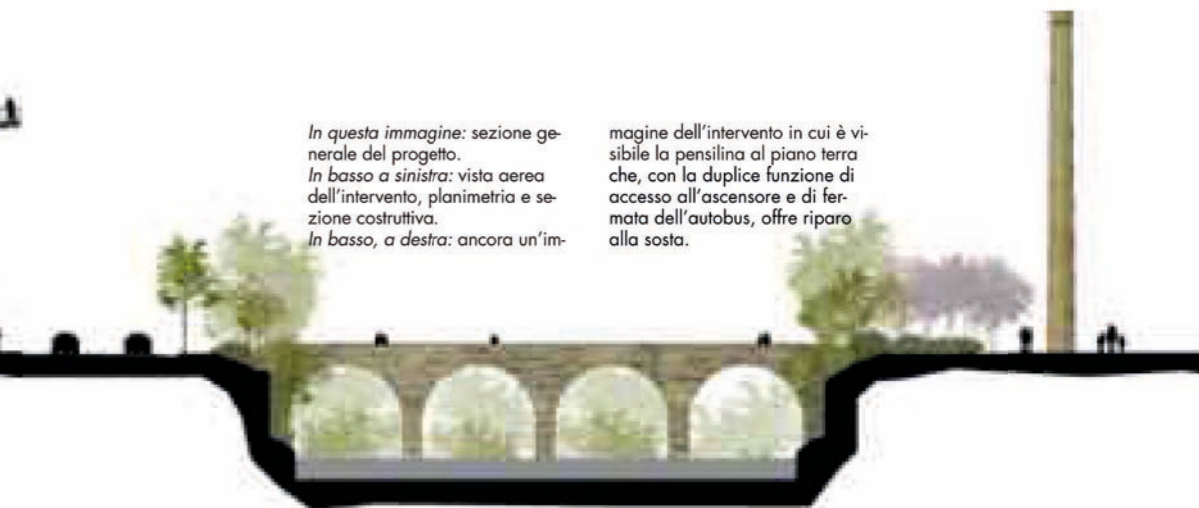 In questa immagine: sezione ge-
nerale del progetto.
In basso a sinistra: vista aerea
dell'intervento, planimetria e se-
zione costruttiva.
In basso, a destra: ancora un'im-
magine dell'intervento in cui è vi-
sibile la pensilina al piano terra
che, con la duplice funzione di
accesso all'ascensore e di fer-
mata dell'autobus, offre riparo
alla sosta.